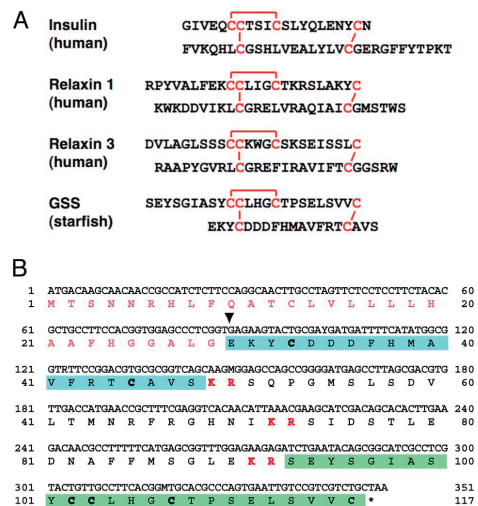 A
Insulin GIVEQCCTSICSLYQLENYCN
(human) FVKQHLCGSHLVEALYLVCGERGFFYTPKT
Relaxin 1 RPYVALFEKCCLIGCTKRSLAKYC
(human) KWKDDVIKLCGRELVRAQIAICGMSTWS
Relaxin 3 DVLAGLSSSCCKWGCSKSEISSLC
(human) RAAPYGVRLCGREFIRAVIFTCGGSRW
GSS SEYSGIASYCCLHGCTPSELSVVC
(starfish) EKYCDDDFHMAVFRTCAVS
B
1 ATGACAAGCAACAACCGCCATCTCTTCCAGGCAACTTGCCTAGTTCTCCTCCTTCTACAC 60
1 M T S N N R H L F Q A T C L V L L L L H 20
61 GCTGCCTTCCACGGTGGAGCCCTCGGTGAGAAGTACTGCGAYGATGATTTTCATATGGCG 120
21 A A F H G G A L G E K Y C D D D F H M A 40
121 GTRTTCCGGACGTGCGCGGTCAGCAAGMGGAGCCAGCCGGGGATGAGCCTTAGCGACGTG 180
41 V F R T C A V S K R S Q P G M S L S D V 60
181 TTGACCATGAACCGCTTTCGAGGTCACAACATTAAACGAAGCATCGACAGCACACTTGAA 240
61 L T M N R F R G H N I K R S I D S T L E 80
241 GACAACGCCTTTTTCATGAGCGGTTTGGAGAAGAGATCTGAATACAGCGGCATCGCCTCG 300
81 D N A F F M S G L E K R S E Y S G I A S 100
301 TACTGTTGCCTTCACGGMTGCACGCCCAGTGAATTGTCCGTCGTCTGCTAA 351
101 Y C C L H G C T P S E L S V V C * 117